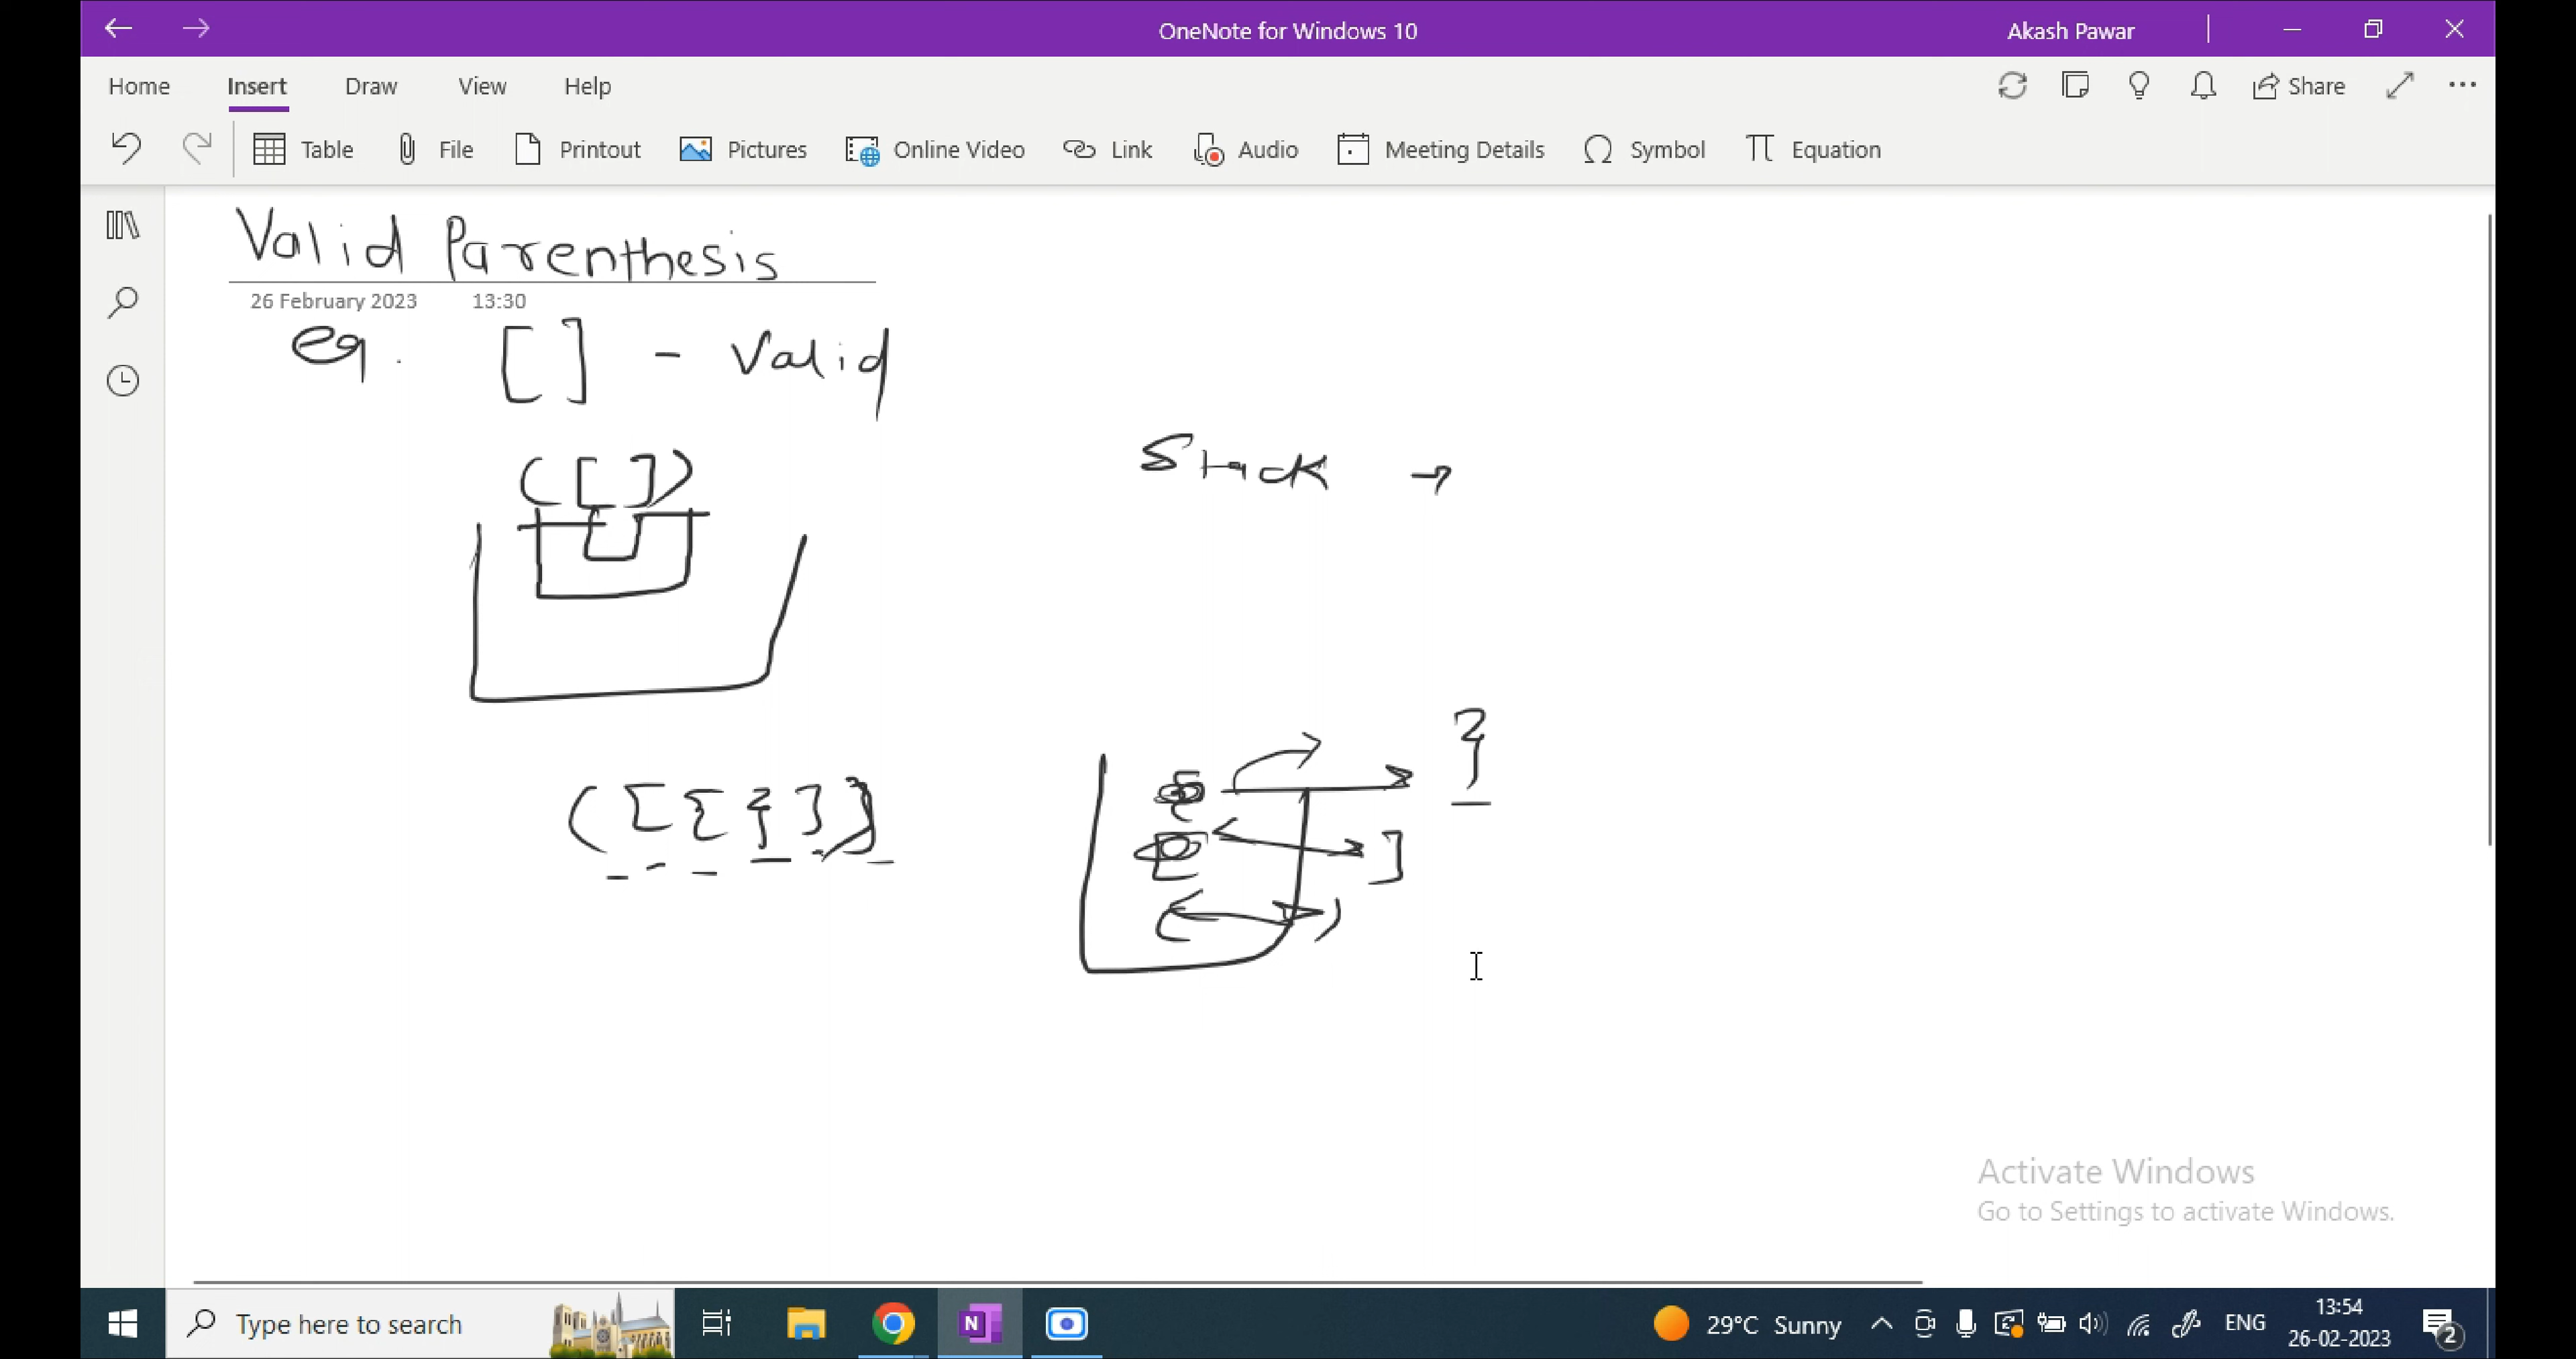 OneNote for Windows 10
Akash Pawar
Home Insert Draw View Help
Share
Table File Printout Pictures Online Video Link Audio Meeting Details Symbol Equation
Valid Parenthesis
26 February 2023 13:30
eg. [ ] - Valid
( [ ] )
Stack →
}
]
( )
Activate Windows
Go to Settings to activate Windows.
Type here to search
N
29°C Sunny
ENG
13:54
26-02-2023
2